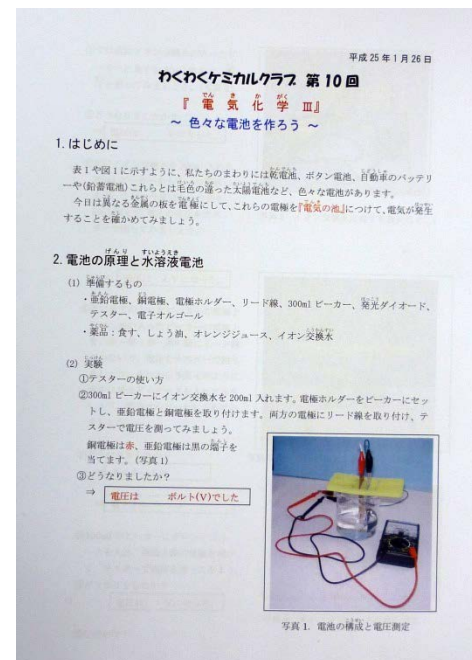 平成25年1月26日
わくわくケミカルクラブ 第10回
『電気化学 Ⅲ』
～ 色々な電池を作ろう ～
1. はじめに
表1や図1に示すように、私たちのまわりには乾電池、ボタン電池、自動車のバッテリ
ーや(鉛蓄電池)これらとは毛色の違った太陽電池など、色々な電池があります。
今日は異なる金属の板を電極にして、これらの電極を『電気の池』につけて、電気が発生
することを確かめてみましょう。
2. 電池の原理と水溶液電池
(1) 準備するもの
・亜鉛電極、銅電極、電極ホルダー、リード線、300ml ビーカー、発光ダイオード、
テスター、電子オルゴール
・薬品：食す、しょう油、オレンジジュース、イオン交換水
(2) 実験
①テスターの使い方
②300ml ビーカーにイオン交換水を 200ml 入れます。電極ホルダーをビーカーにセッ
トし、亜鉛電極と銅電極を取り付けます。両方の電極にリード線を取り付け、テ
スターで電圧を測ってみましょう。
銅電極は赤、亜鉛電極は黒の端子を
当てます。(写真1)
③どうなりましたか？
⇒ 電圧は ボルト(V)でした
写真 1. 電池の構成と電圧測定